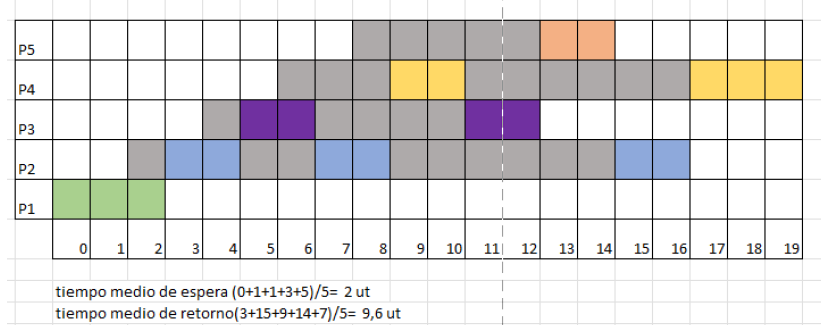 P5
P4
P3
P2
P1
0 1 2 3 4 5 6 7 8 9 10 11 12 13 14 15 16 17 18 19
tiempo medio de espera (0+1+1+3+5)/5= 2 ut
tiempo medio de retorno(3+15+9+14+7)/5= 9,6 ut